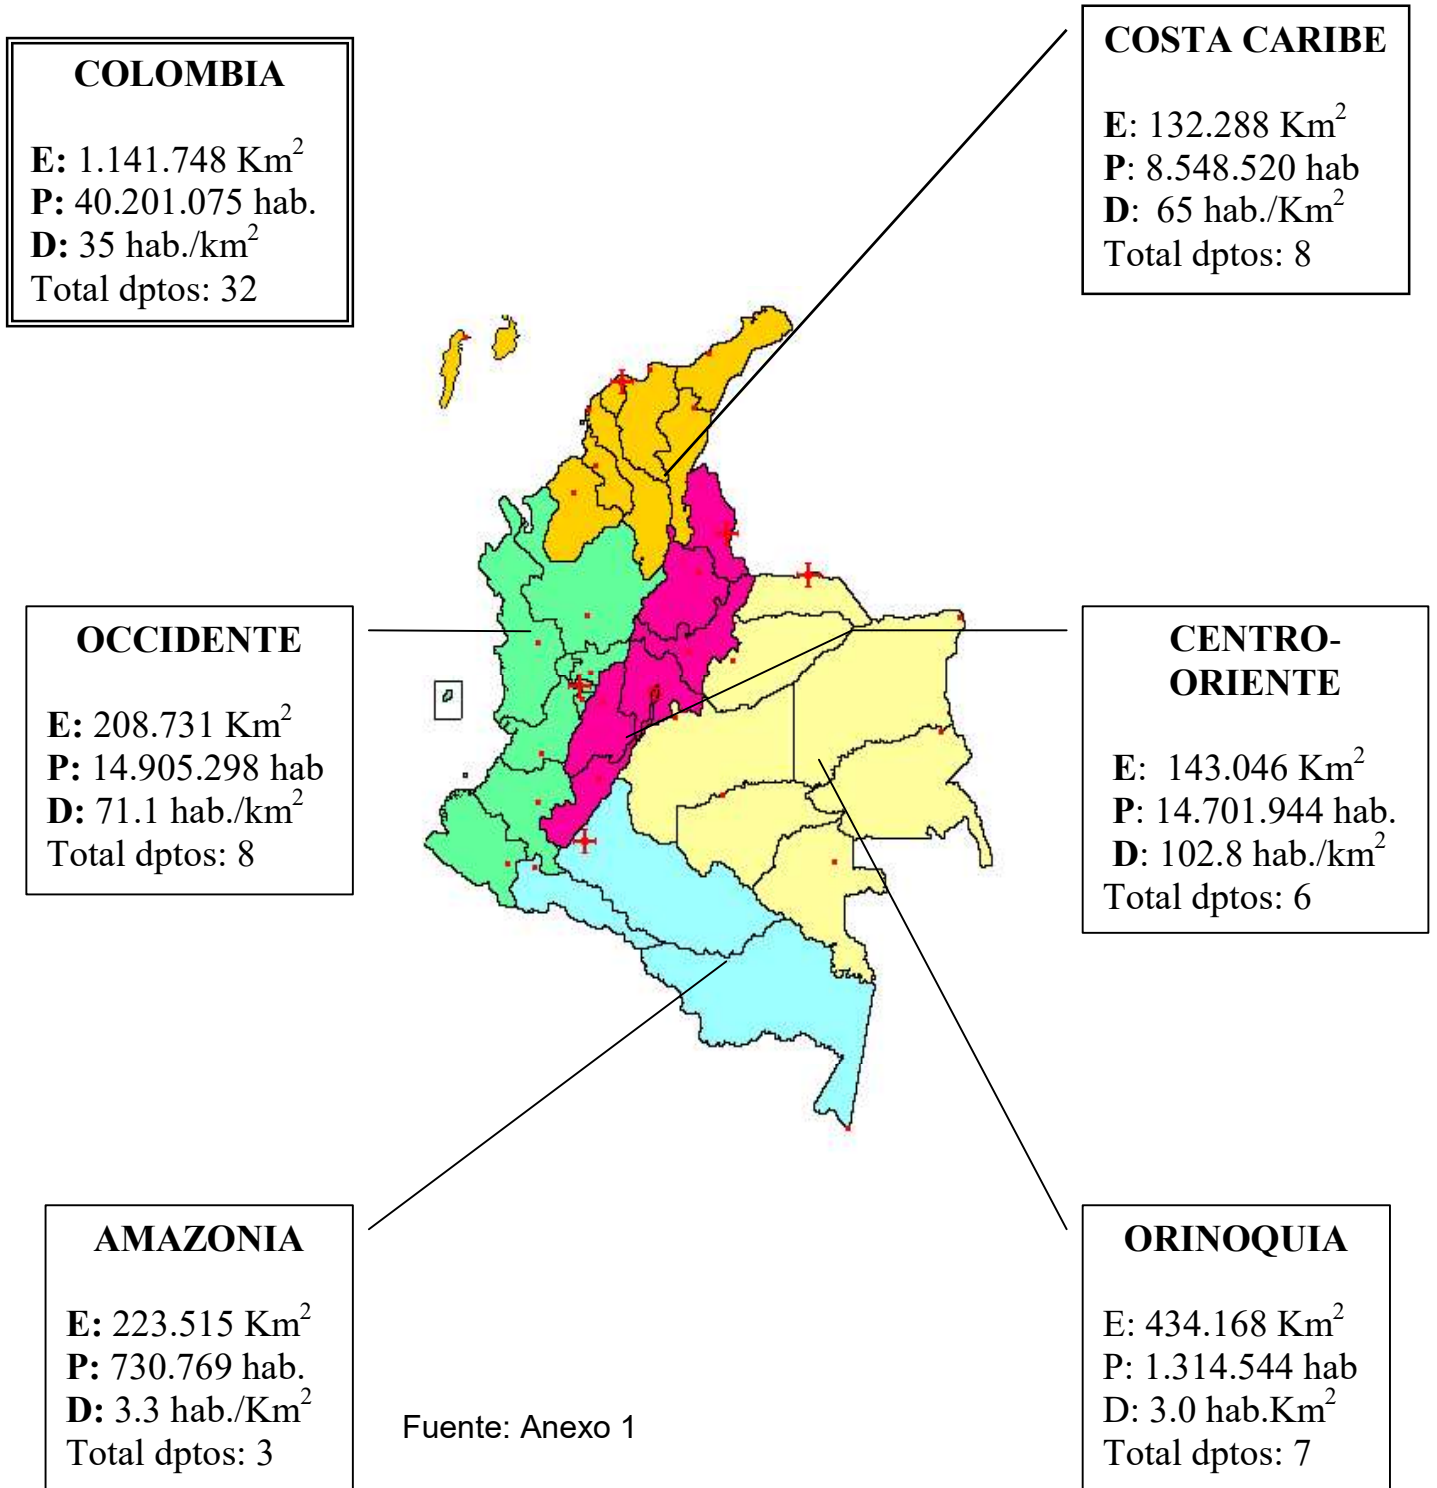 COLOMBIA
E: 1.141.748 Km²
P: 40.201.075 hab.
D: 35 hab./km²
Total dptos: 32
COSTA CARIBE
E: 132.288 Km²
P: 8.548.520 hab
D: 65 hab./Km²
Total dptos: 8
OCCIDENTE
E: 208.731 Km²
P: 14.905.298 hab
D: 71.1 hab./km²
Total dptos: 8
CENTRO-
ORIENTE
E: 143.046 Km²
P: 14.701.944 hab.
D: 102.8 hab./km²
Total dptos: 6
AMAZONIA
E: 223.515 Km²
P: 730.769 hab.
D: 3.3 hab./Km²
Total dptos: 3
Fuente: Anexo 1
ORINOQUIA
E: 434.168 Km²
P: 1.314.544 hab
D: 3.0 hab.Km²
Total dptos: 7